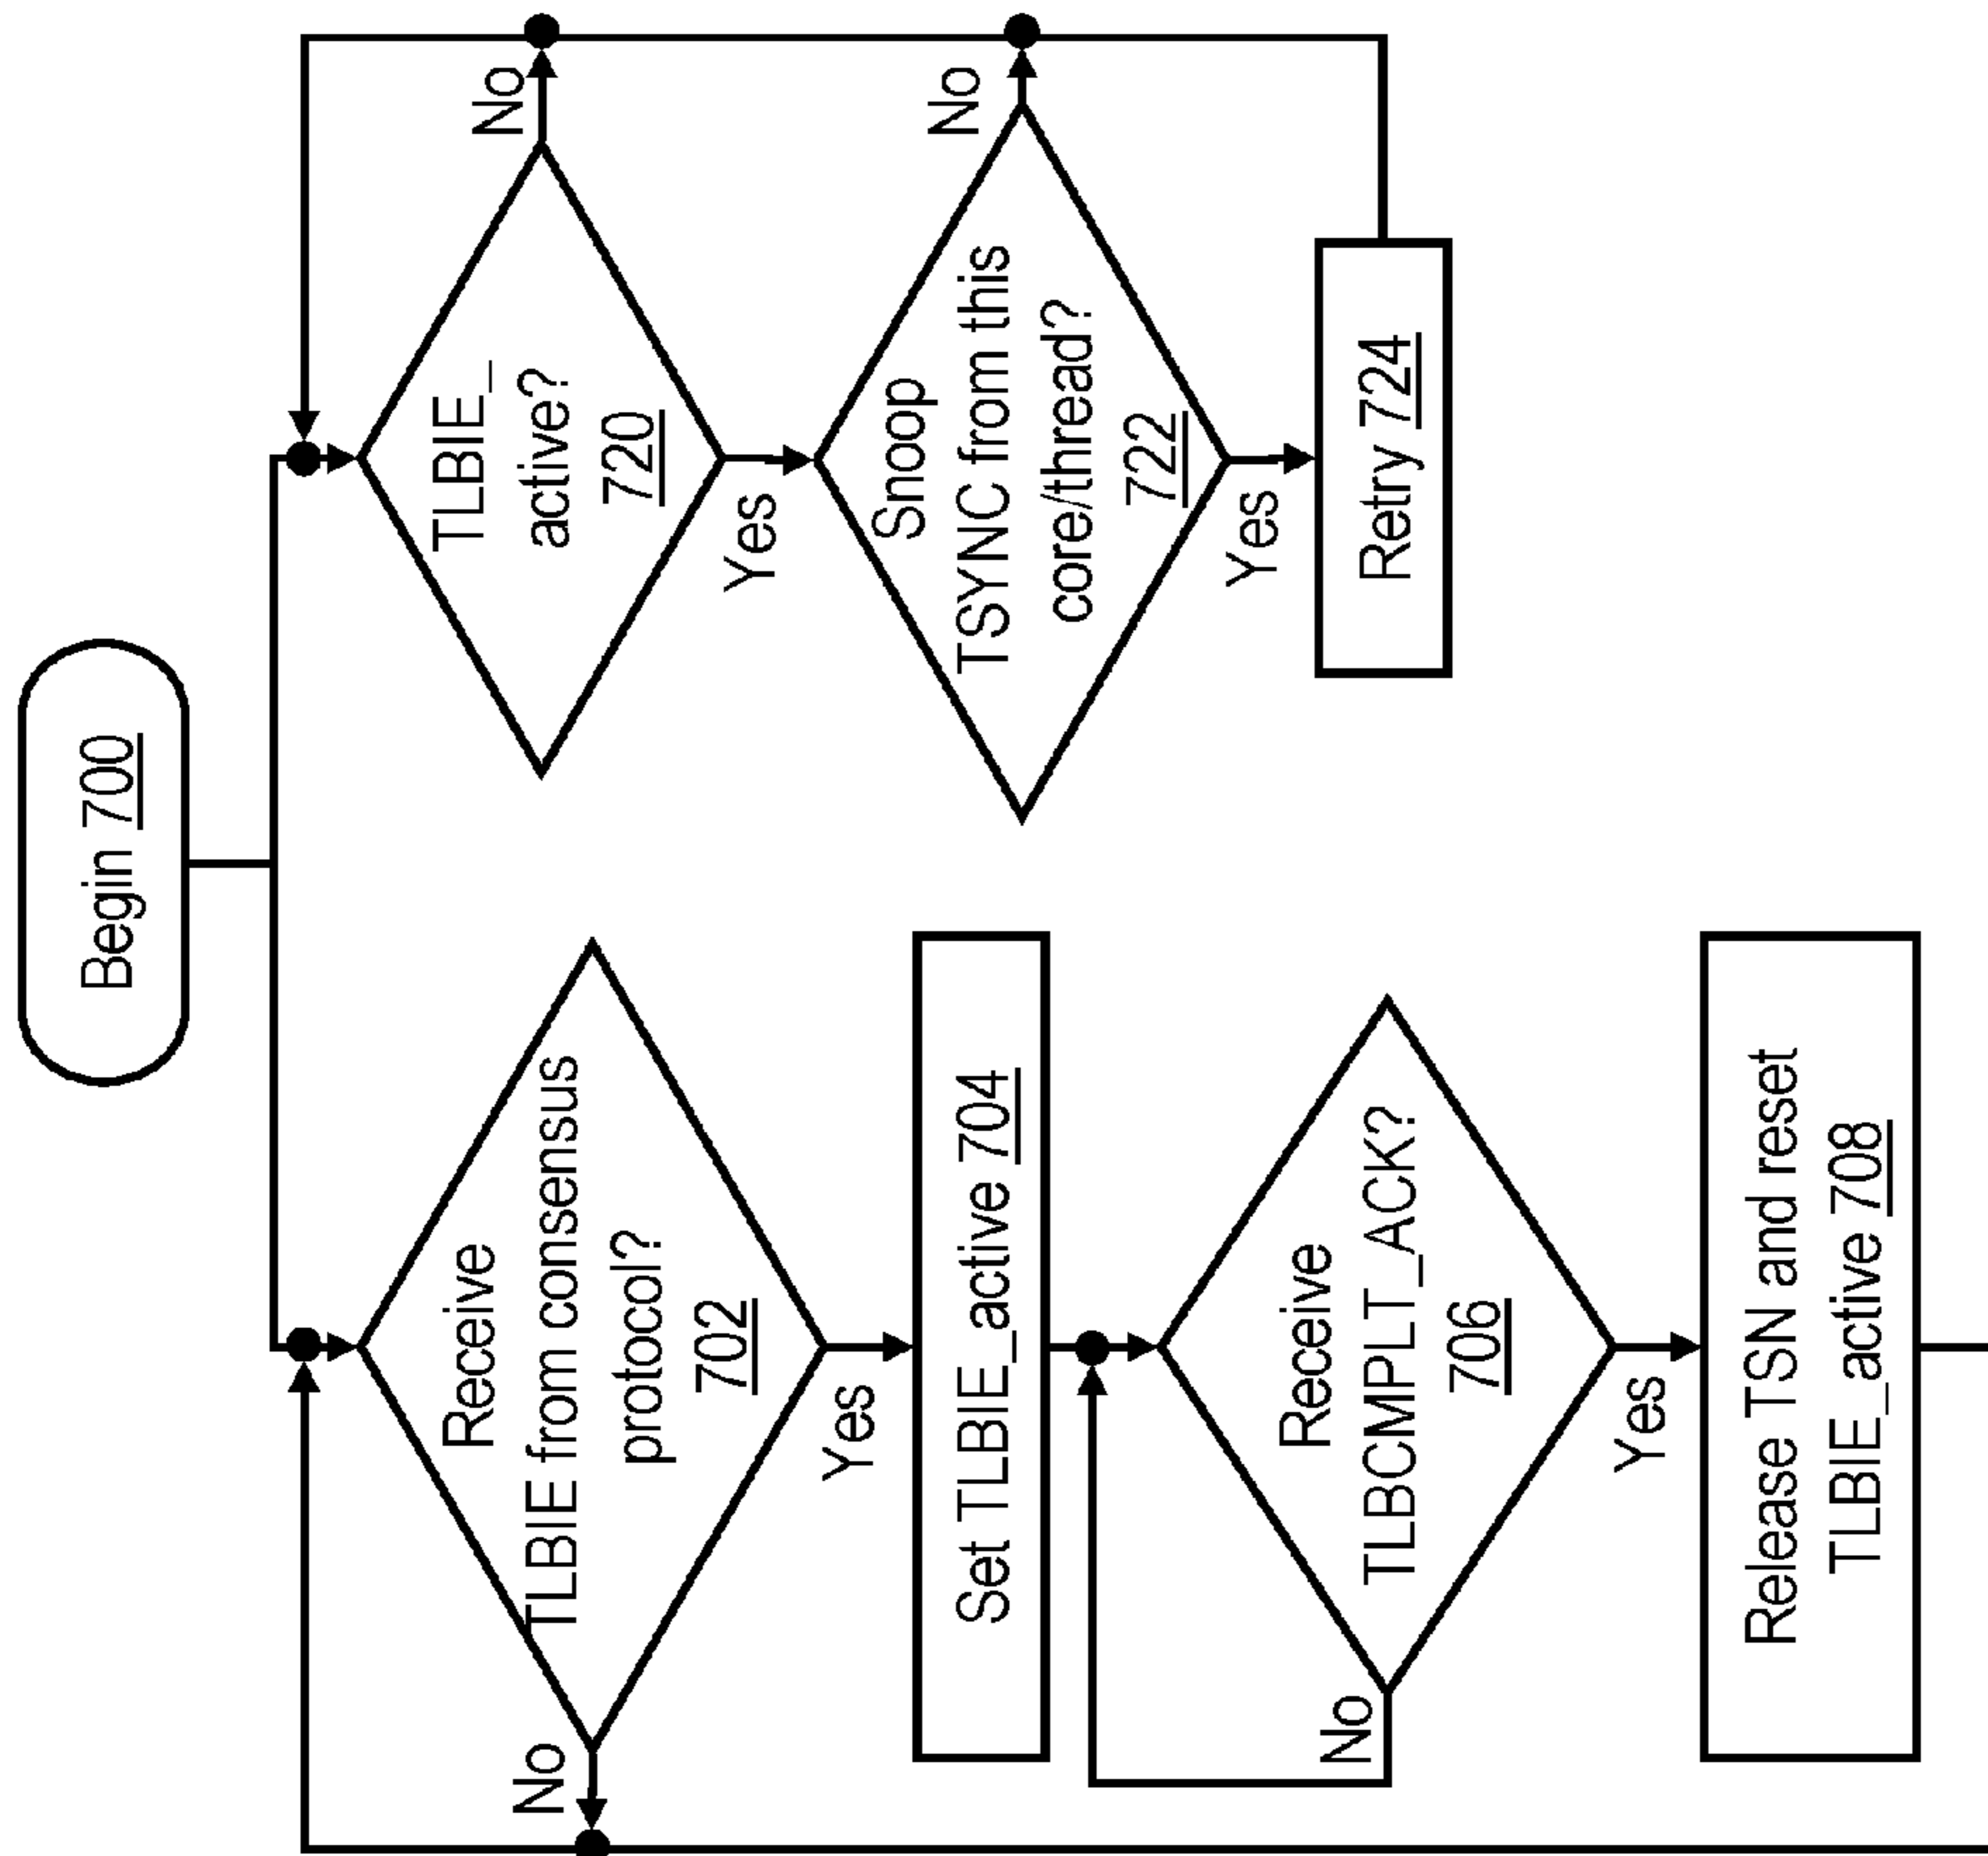 Begin 700
Receive
TLBIE from consensus
protocol?
702
No
Yes
Set TLBIE_active 704
Receive
TLBCMPLT_ACK?
706
No
Yes
Release TSN and reset
TLBIE_active 708
TLBIE_
active?
720
No
Yes
Snoop
TSYNC from this
core/thread?
722
No
Yes
Retry 724